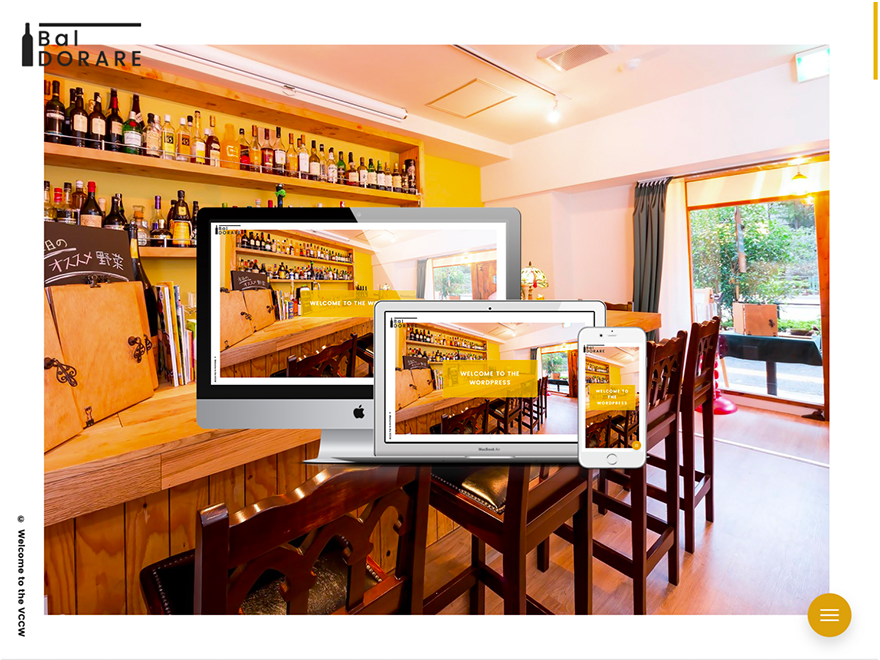 Bal
DORARE
日の
オススメ 野菜
Bal
DORARE
WELCOME TO THE WO
Bal
DORARE
WELCOME TO THE
WORDPRESS
MacBook Air
DORARE
WELCOME TO
THE
WORDPRESS
© Welcome to the VCCW